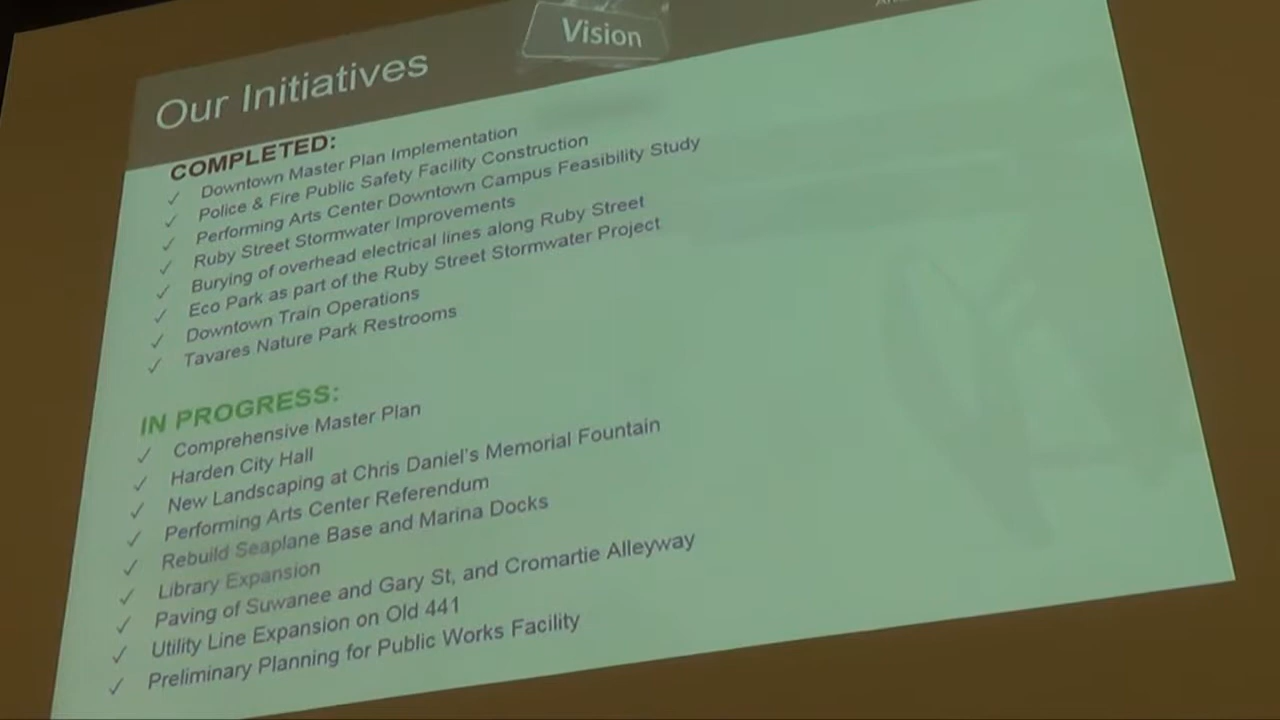 Vision
Our Initiatives
COMPLETED:
✓ Downtown Master Plan Implementation
✓ Police & Fire Public Safety Facility Construction
✓ Performing Arts Center Downtown Campus Feasibility Study
✓ Ruby Street Stormwater Improvements
✓ Burying of overhead electrical lines along Ruby Street
✓ Eco Park as part of the Ruby Street Stormwater Project
✓ Downtown Train Operations
✓ Tavares Nature Park Restrooms
IN PROGRESS:
✓ Comprehensive Master Plan
✓ Harden City Hall
✓ New Landscaping at Chris Daniel's Memorial Fountain
✓ Performing Arts Center Referendum
✓ Rebuild Seaplane Base and Marina Docks
✓ Library Expansion
✓ Paving of Suwanee and Gary St, and Cromartie Alleyway
✓ Utility Line Expansion on Old 441
✓ Preliminary Planning for Public Works Facility